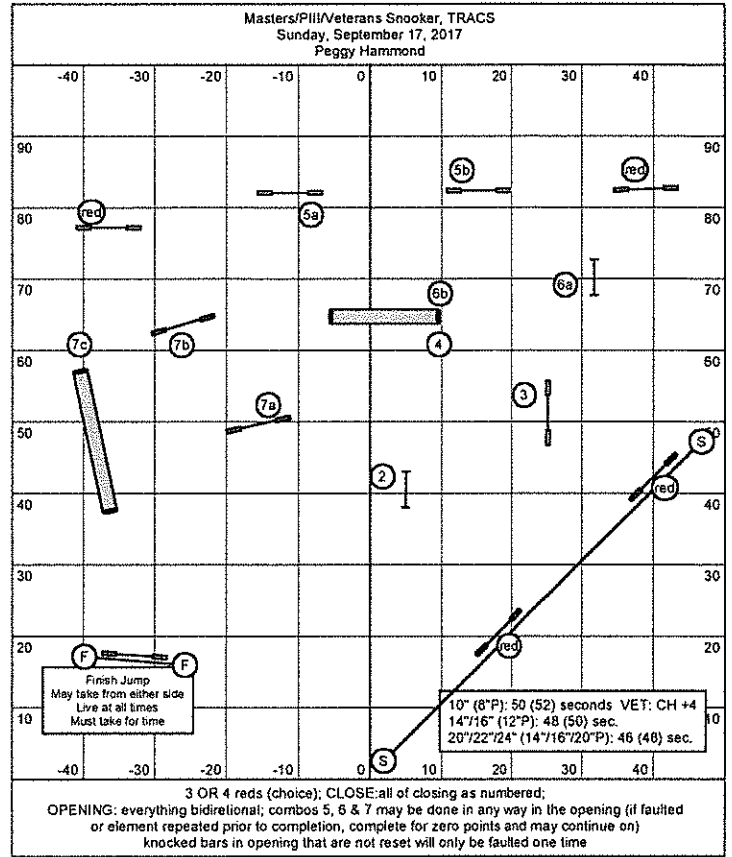 Masters/PIII/Veterans Snooker, TRACS
Sunday, September 17, 2017
Peggy Hammond
-40 -30 -20 -10 0 10 20 30 40
90 90
5b
red
red
80 5a 80
70 6a 70
6b
7c 7b 4
60 60
7a 3
50 50
S
2
red
40 40
30 30
red
20 20
F F
Finish Jump
May take from either side
Live at all times
Must take for time
10" (8"P): 50 (52) seconds VET: CH +4
14"/16" (12"P): 48 (50) sec.
20"/22"/24" (14"/16"/20"P): 46 (48) sec.
10 10
S
-40 -30 -20 -10 0 10 20 30 40
3 OR 4 reds (choice); CLOSE:all of closing as numbered;
OPENING: everything bidiretional; combos 5, 6 & 7 may be done in any way in the opening (if faulted
or element repeated prior to completion, complete for zero points and may continue on)
knocked bars in opening that are not reset will only be faulted one time